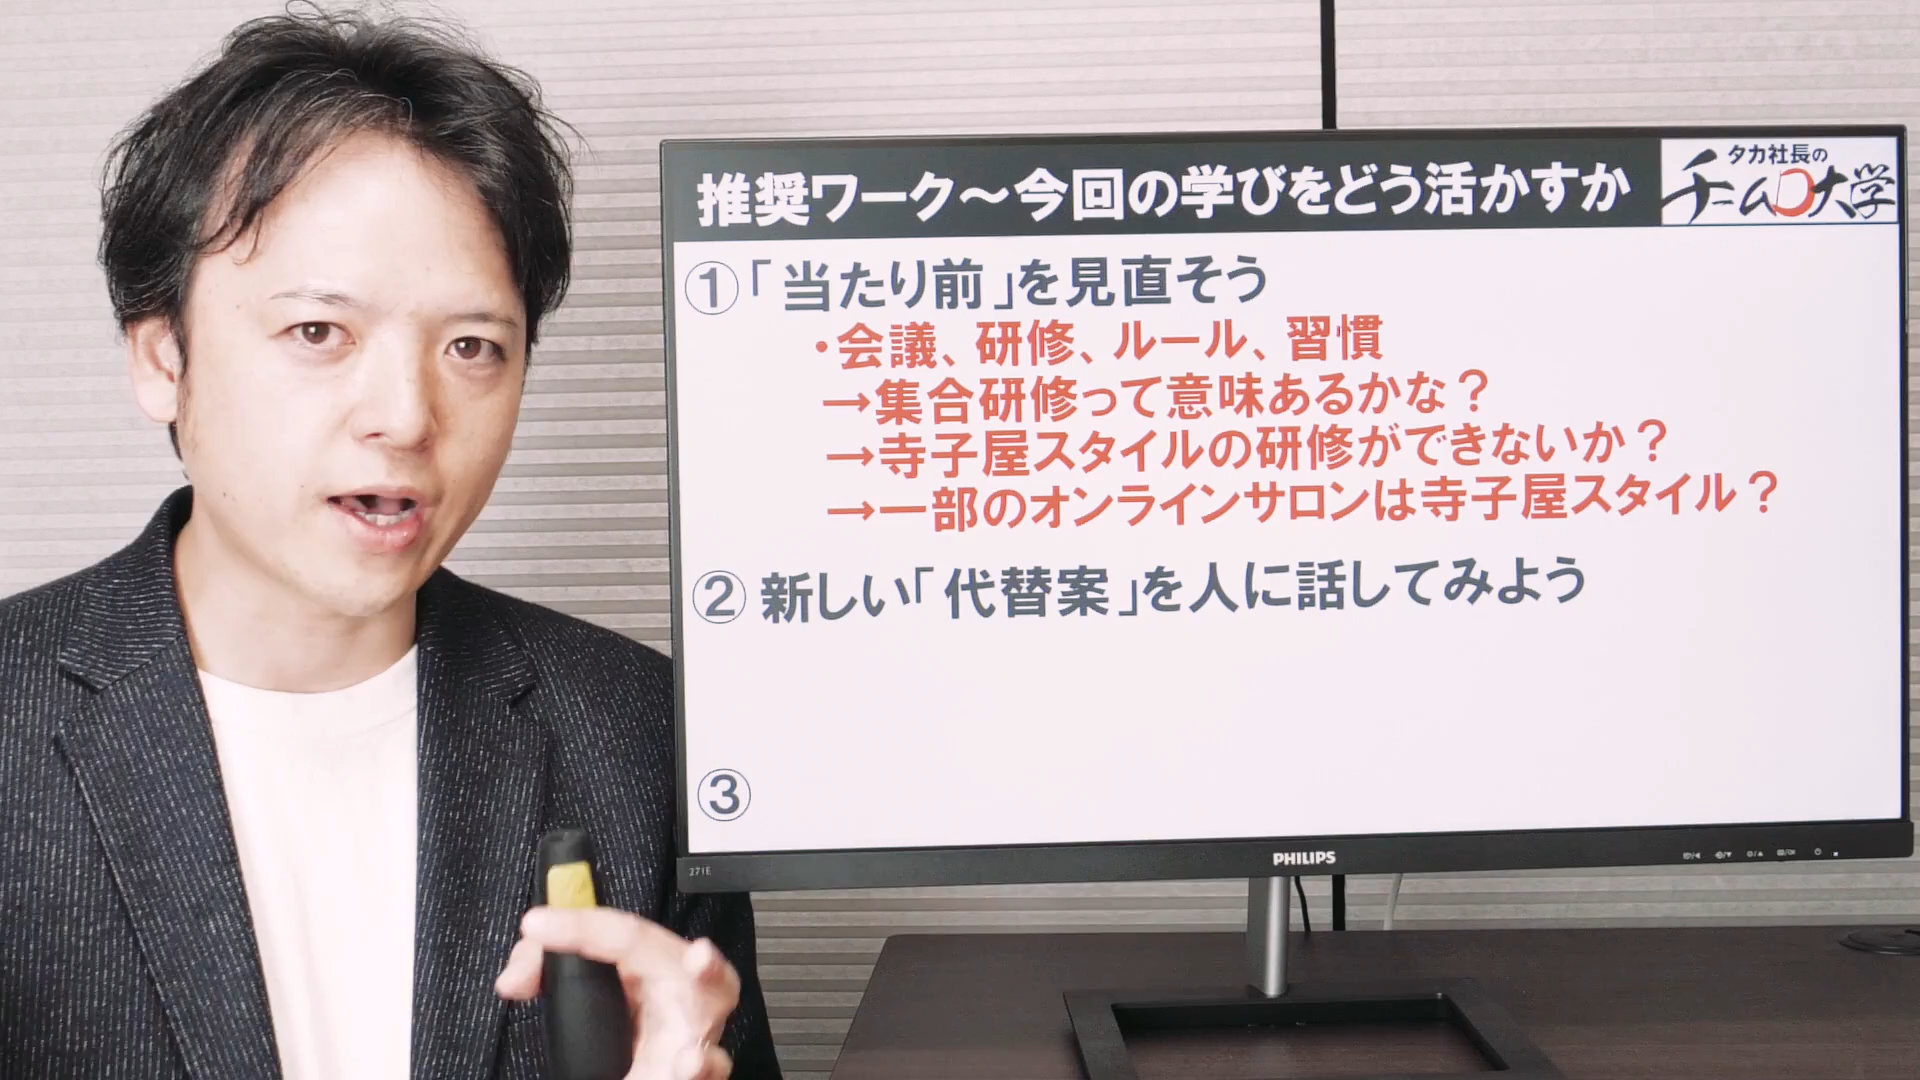 推奨ワーク～今回の学びをどう活かすか
タカ社長の
チームD大学
①「当たり前」を見直そう
・会議、研修、ルール、習慣
→集合研修って意味あるかな？
→寺子屋スタイルの研修ができないか？
→一部のオンラインサロンは寺子屋スタイル？
②新しい「代替案」を人に話してみよう
③
PHILIPS
271E